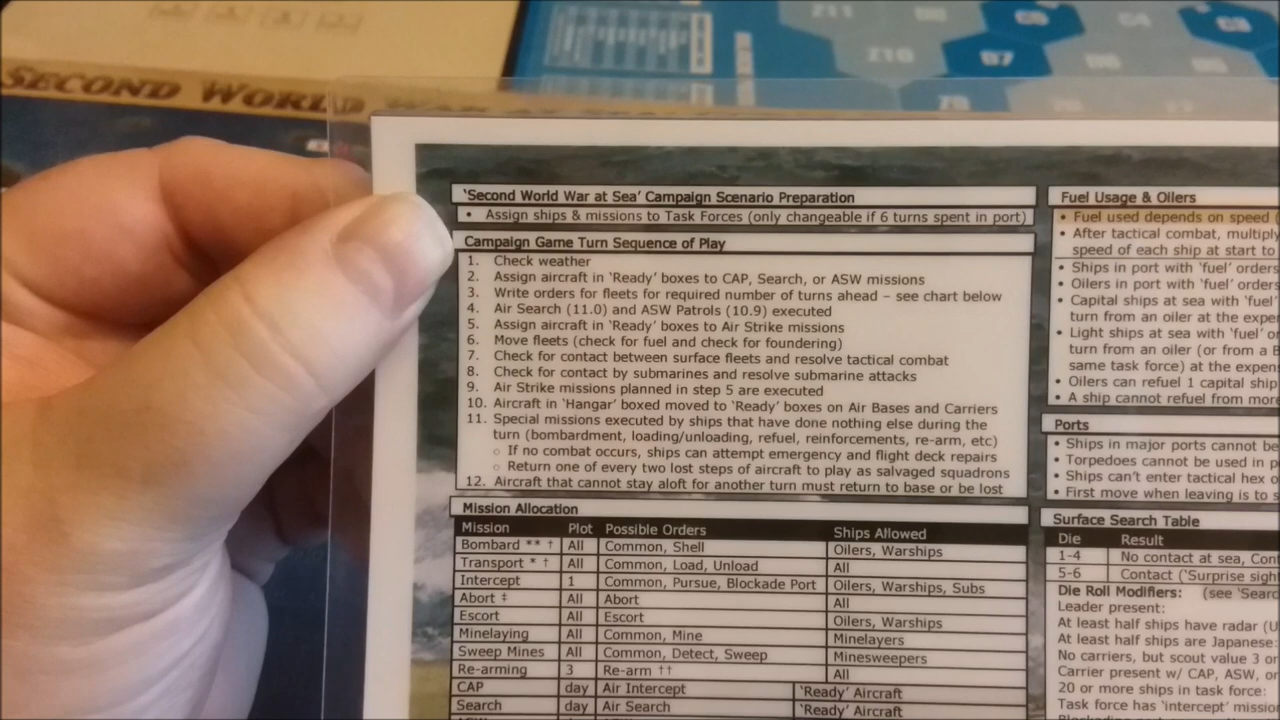 SECOND WORLD WAR AT SEA
Z11
C5
C4
C3
Z10
D7
‘Second World War at Sea’ Campaign Scenario Preparation
• Assign ships & missions to Task Forces (only changeable if 6 turns spent in port)
Campaign Game Turn Sequence of Play
1. Check weather
2. Assign aircraft in ‘Ready’ boxes to CAP, Search, or ASW missions
3. Write orders for fleets for required number of turns ahead – see chart below
4. Air Search (11.0) and ASW Patrols (10.9) executed
5. Assign aircraft in ‘Ready’ boxes to Air Strike missions
6. Move fleets (check for fuel and check for foundering)
7. Check for contact between surface fleets and resolve tactical combat
8. Check for contact by submarines and resolve submarine attacks
9. Air Strike missions planned in step 5 are executed
10. Aircraft in ‘Hangar’ boxed moved to ‘Ready’ boxes on Air Bases and Carriers
11. Special missions executed by ships that have done nothing else during the
turn (bombardment, loading/unloading, refuel, reinforcements, re-arm, etc)
○ If no combat occurs, ships can attempt emergency and flight deck repairs
○ Return one of every two lost steps of aircraft to play as salvaged squadrons
12. Aircraft that cannot stay aloft for another turn must return to base or be lost
Mission Allocation
Mission Plot Possible Orders Ships Allowed
Bombard ** † All Common, Shell Oilers, Warships
Transport * † All Common, Load, Unload All
Intercept 1 Common, Pursue, Blockade Port Oilers, Warships, Subs
Abort ‡ All Abort All
Escort All Escort Oilers, Warships
Minelaying All Common, Mine Minelayers
Sweep Mines All Common, Detect, Sweep Minesweepers
Re-arming 3 Re-arm †† All
CAP day Air Intercept ‘Ready’ Aircraft
Search day Air Search ‘Ready’ Aircraft
Fuel Usage & Oilers
• Fuel used depends on speed
• After tactical combat, multiply
speed of each ship at start to
• Ships in port with ‘fuel’ orders
• Oilers in port with ‘fuel’ orders
• Capital ships at sea with ‘fuel’
turn from an oiler at the expen
• Light ships at sea with ‘fuel’ o
turn from an oiler (or from a B
same task force) at the expens
• Oilers can refuel 1 capital ship
• A ship cannot refuel from more
Ports
• Ships in major ports cannot be
• Torpedoes cannot be used in p
• Ships can’t enter tactical hex o
• First move when leaving is to s
Surface Search Table
Die Result
1-4 No contact at sea, Con
5-6 Contact (‘Surprise sigh
Die Roll Modifiers: (see ‘Searc
Leader present:
At least half ships have radar (U
At least half ships are Japanese:
No carriers, but scout value 3 or
Carrier present w/ CAP, ASW, or
20 or more ships in task force:
Task force has ‘intercept’ missio